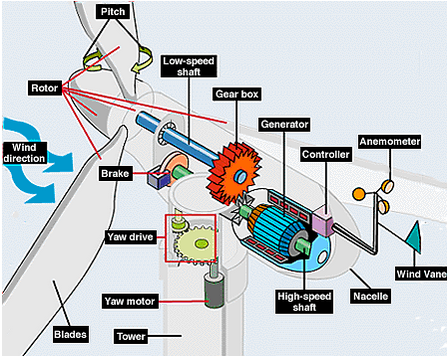 Pitch
Low-speed
shaft
Rotor
Gear box
Generator
Anemometer
Controller
Wind
direction
Brake
Yaw drive
Wind Vane
High-speed
shaft
Nacelle
Yaw motor
Blades
Tower